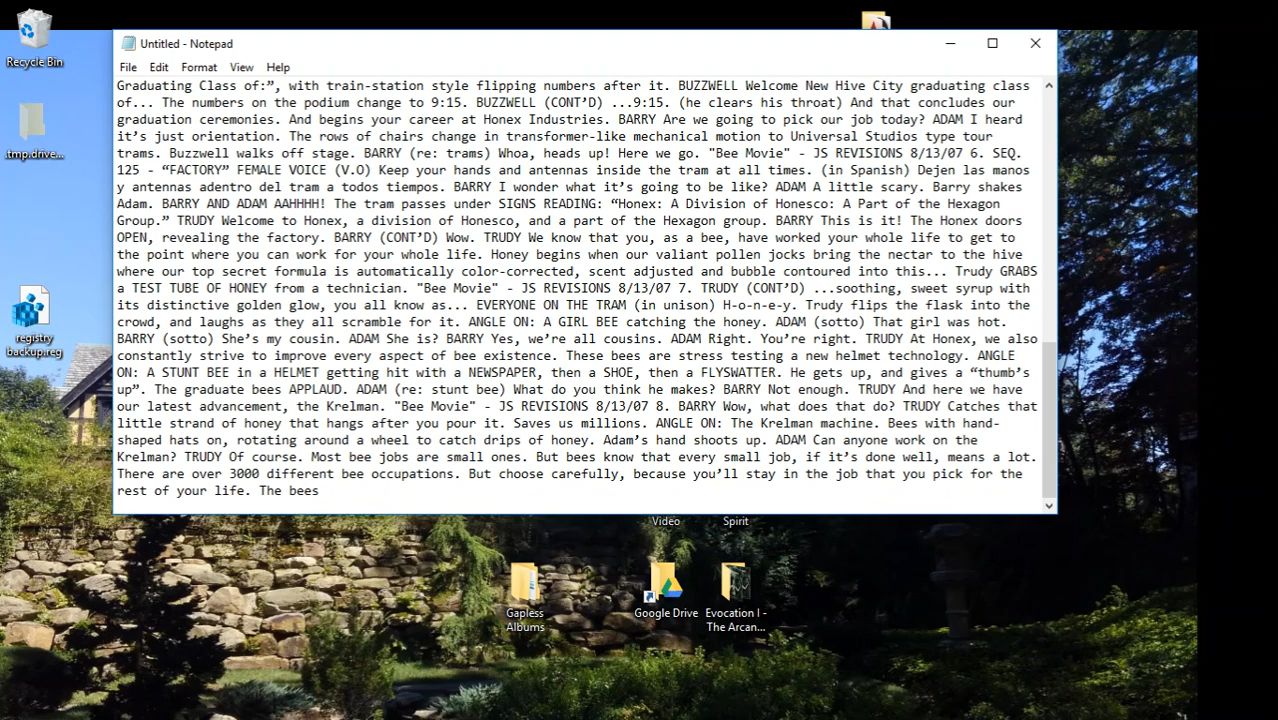 Recycle Bin
.tmp.drive...
registry
backup.reg
Untitled - Notepad
File Edit Format View Help
Graduating Class of:”, with train-station style flipping numbers after it. BUZZWELL Welcome New Hive City graduating class
of... The numbers on the podium change to 9:15. BUZZWELL (CONT’D) ...9:15. (he clears his throat) And that concludes our
graduation ceremonies. And begins your career at Honex Industries. BARRY Are we going to pick our job today? ADAM I heard
it’s just orientation. The rows of chairs change in transformer-like mechanical motion to Universal Studios type tour
trams. Buzzwell walks off stage. BARRY (re: trams) Whoa, heads up! Here we go. "Bee Movie" - JS REVISIONS 8/13/07 6. SEQ.
125 - “FACTORY” FEMALE VOICE (V.O) Keep your hands and antennas inside the tram at all times. (in Spanish) Dejen las manos
y antennas adentro del tram a todos tiempos. BARRY I wonder what it’s going to be like? ADAM A little scary. Barry shakes
Adam. BARRY AND ADAM AAHHHH! The tram passes under SIGNS READING: “Honex: A Division of Honesco: A Part of the Hexagon
Group.” TRUDY Welcome to Honex, a division of Honesco, and a part of the Hexagon group. BARRY This is it! The Honex doors
OPEN, revealing the factory. BARRY (CONT’D) Wow. TRUDY We know that you, as a bee, have worked your whole life to get to
the point where you can work for your whole life. Honey begins when our valiant pollen jocks bring the nectar to the hive
where our top secret formula is automatically color-corrected, scent adjusted and bubble contoured into this... Trudy GRABS
a TEST TUBE OF HONEY from a technician. "Bee Movie" - JS REVISIONS 8/13/07 7. TRUDY (CONT’D) ...soothing, sweet syrup with
its distinctive golden glow, you all know as... EVERYONE ON THE TRAM (in unison) H-o-n-e-y. Trudy flips the flask into the
crowd, and laughs as they all scramble for it. ANGLE ON: A GIRL BEE catching the honey. ADAM (sotto) That girl was hot.
BARRY (sotto) She’s my cousin. ADAM She is? BARRY Yes, we’re all cousins. ADAM Right. You’re right. TRUDY At Honex, we also
constantly strive to improve every aspect of bee existence. These bees are stress testing a new helmet technology. ANGLE
ON: A STUNT BEE in a HELMET getting hit with a NEWSPAPER, then a SHOE, then a FLYSWATTER. He gets up, and gives a “thumb’s
up”. The graduate bees APPLAUD. ADAM (re: stunt bee) What do you think he makes? BARRY Not enough. TRUDY And here we have
our latest advancement, the Krelman. "Bee Movie" - JS REVISIONS 8/13/07 8. BARRY Wow, what does that do? TRUDY Catches that
little strand of honey that hangs after you pour it. Saves us millions. ANGLE ON: The Krelman machine. Bees with hand-
shaped hats on, rotating around a wheel to catch drips of honey. Adam’s hand shoots up. ADAM Can anyone work on the
Krelman? TRUDY Of course. Most bee jobs are small ones. But bees know that every small job, if it’s done well, means a lot.
There are over 3000 different bee occupations. But choose carefully, because you’ll stay in the job that you pick for the
rest of your life. The bees
Video
Spirit
Gapless
Albums
Google Drive
Evocation I -
The Arcan...